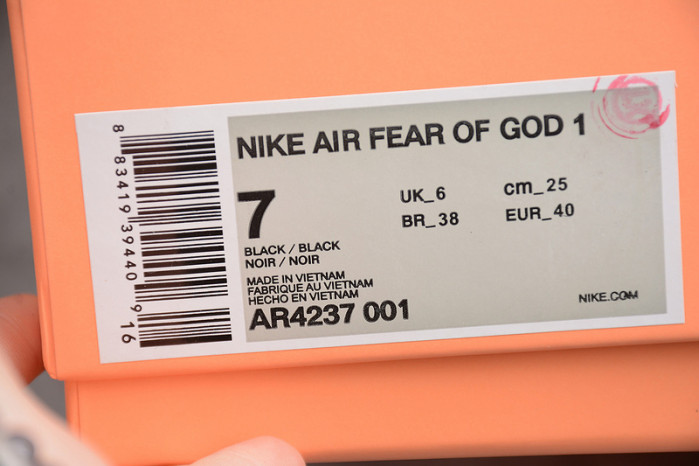 NIKE AIR FEAR OF GOD 1
7
UK_6 cm_25
BR_38 EUR_40
BLACK / BLACK
NOIR / NOIR
MADE IN VIETNAM
FABRIQUE AU VIETNAM
HECHO EN VIETNAM
AR4237 001
NIKE.COM
8 83419 39440 9 16